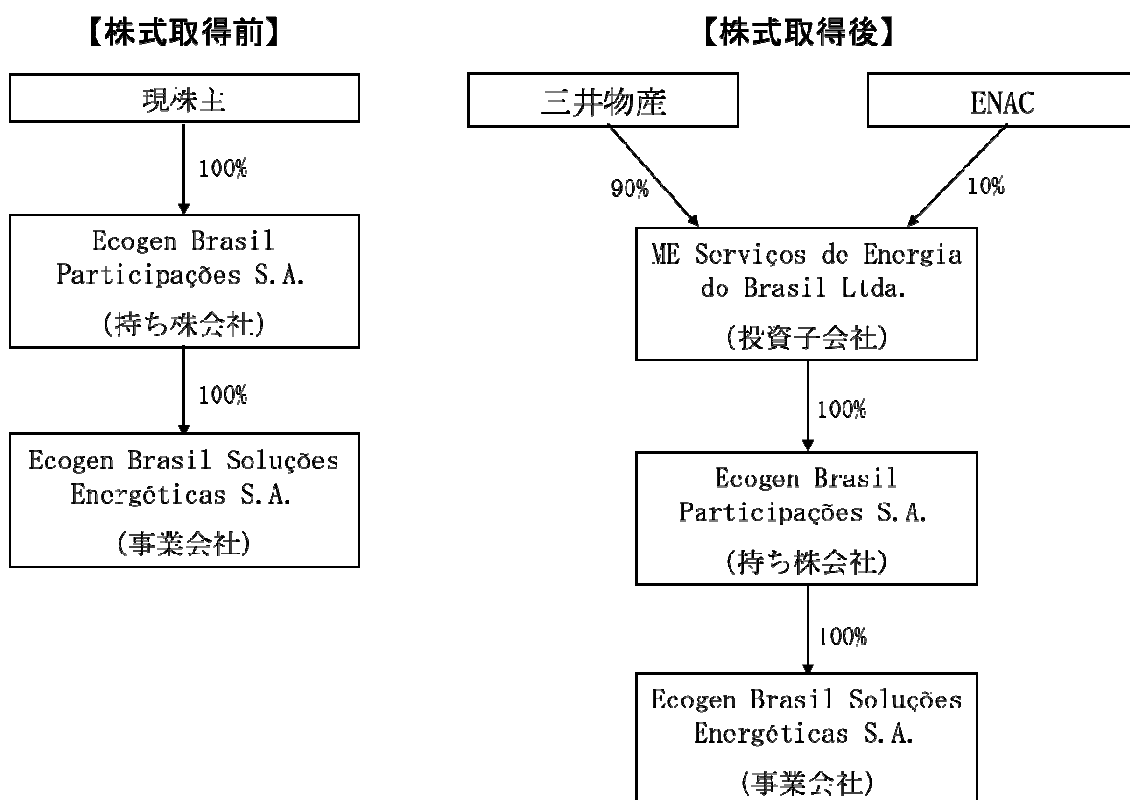 【株式取得前】
現株主
100%
Ecogen Brasil
Participações S.A.
(持ち株会社)
100%
Ecogen Brasil Soluções
Energéticas S.A.
(事業会社)
【株式取得後】
三井物産
ENAC
90%
10%
ME Serviços de Energia
do Brasil Ltda.
(投資子会社)
100%
Ecogen Brasil
Participações S.A.
(持ち株会社)
100%
Ecogen Brasil Soluções
Energéticas S.A.
(事業会社)